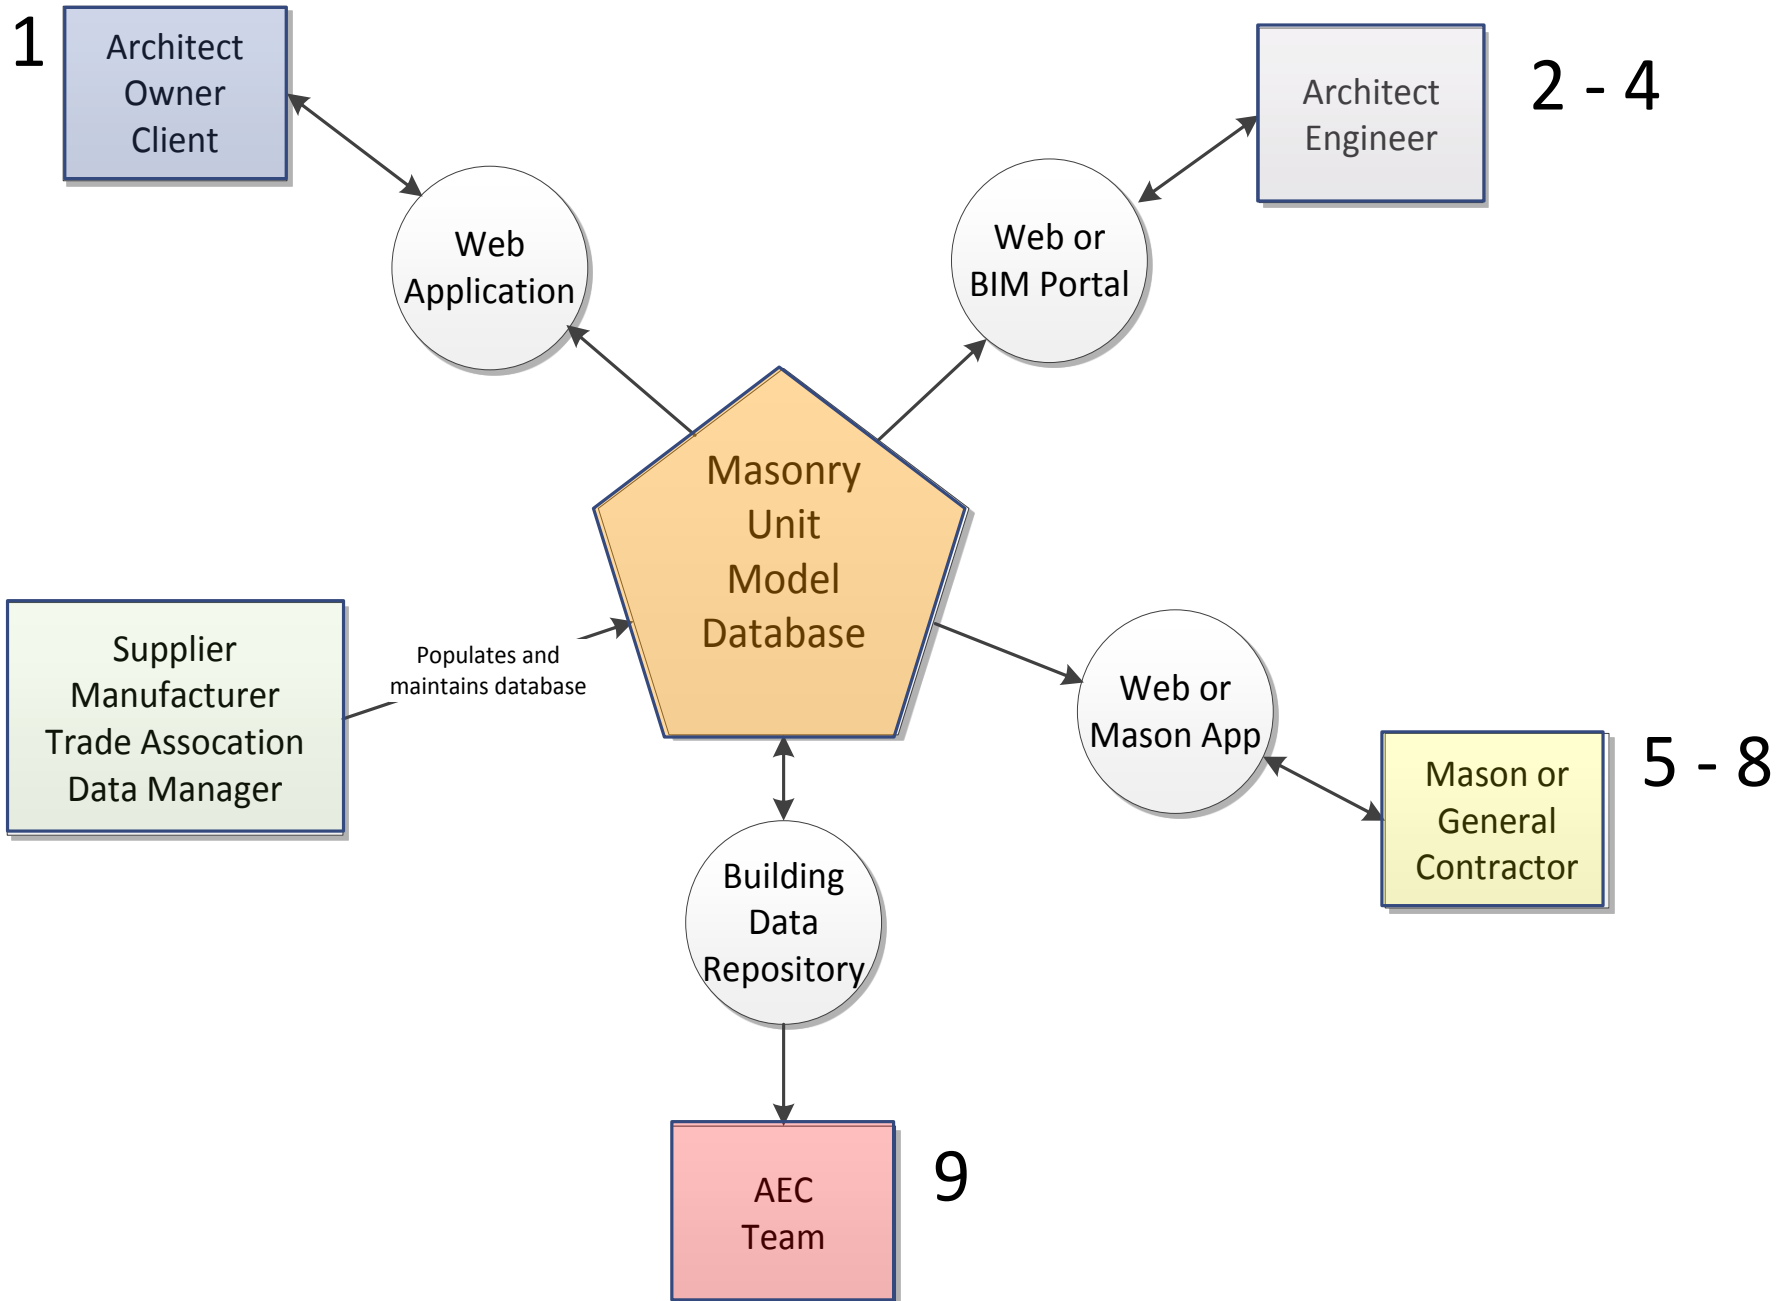 1
Architect
Owner
Client
Architect
Engineer
2 - 4
Web
Application
Web or
BIM Portal
Masonry
Unit
Model
Database
Supplier
Manufacturer
Trade Assocation
Data Manager
Populates and
maintains database
Web or
Mason App
Mason or
General
Contractor
5 - 8
Building
Data
Repository
AEC
Team
9